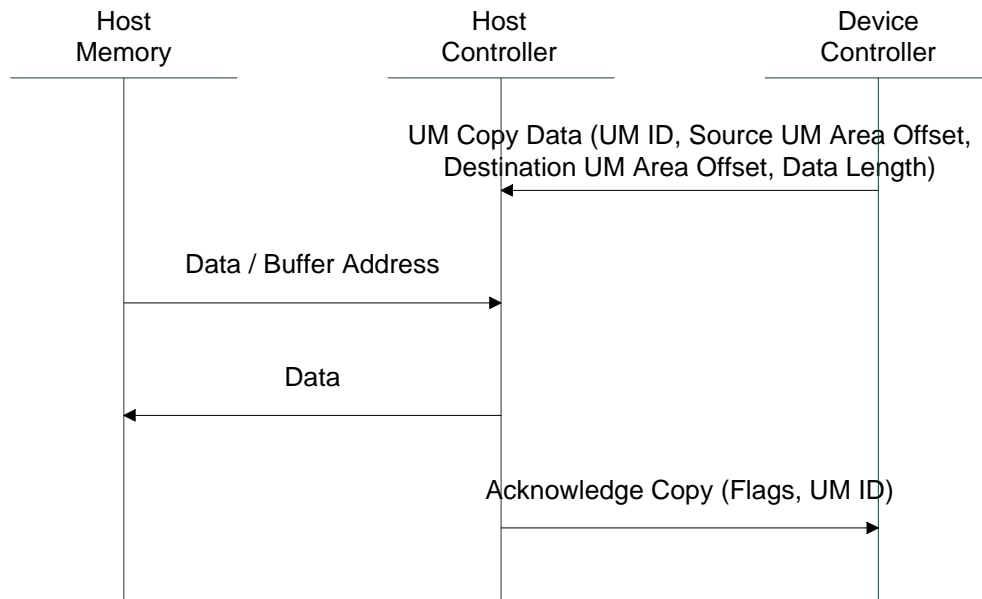 Host
Memory
Host
Controller
Device
Controller
UM Copy Data (UM ID, Source UM Area Offset,
Destination UM Area Offset, Data Length)
Data / Buffer Address
Data
Acknowledge Copy (Flags, UM ID)